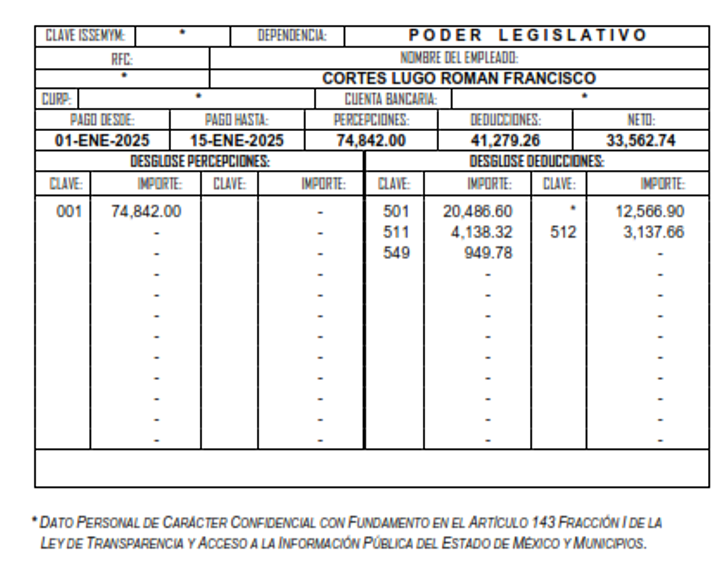 CLAVE ISSEMYM: * DEPENDENCIA: PODER LEGISLATIVO
RFC: NOMBRE DEL EMPLEADO:
* CORTES LUGO ROMAN FRANCISCO
CURP: * CUENTA BANCARIA: *
PAGO DESDE: PAGO HASTA: PERCEPCIONES: DEDUCCIONES: NETO:
01-ENE-2025 15-ENE-2025 74,842.00 41,279.26 33,562.74
DESGLOSE PERCEPCIONES: DESGLOSE DEDUCCIONES:
CLAVE: IMPORTE: CLAVE: IMPORTE: CLAVE: IMPORTE: CLAVE: IMPORTE:
001 74,842.00 - 501 20,486.60 * 12,566.90
- - 511 4,138.32 512 3,137.66
- - 549 949.78 -
- - - -
- - - -
- - - -
- - - -
- - - -
- - - -
- - - -
- - - -
- - - -
* DATO PERSONAL DE CARÁCTER CONFIDENCIAL CON FUNDAMENTO EN EL ARTÍCULO 143 FRACCIÓN I DE LA
LEY DE TRANSPARENCIA Y ACCESO A LA INFORMACIÓN PÚBLICA DEL ESTADO DE MÉXICO Y MUNICIPIOS.